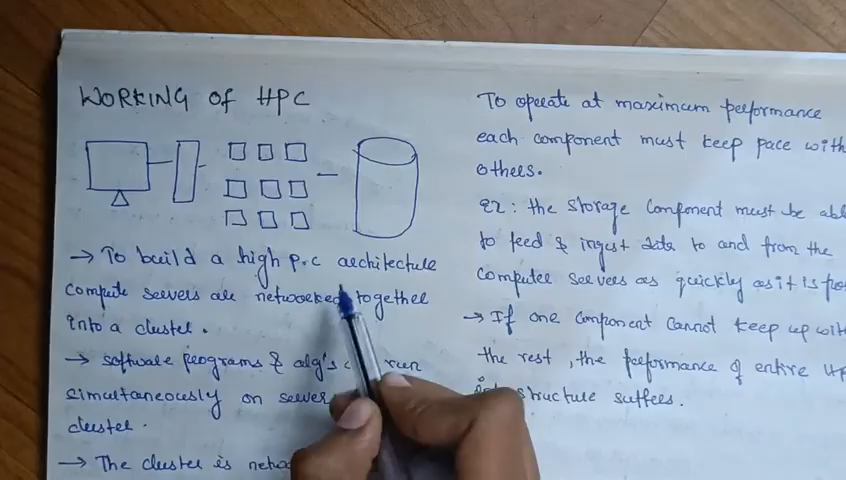 WORKING of HPC
→ To build a high p.c architecture
compute servers are networked together
into a cluster.
→ software programs & alg's run
simultaneously on
cluster.
→ The cluster is
To operate at maximum performance
each component must keep pace with
others.
Ex: the storage component must be
to feed & ingest data to and from the
computer servers as quickly as it is
→ If one component cannot keep up
the rest, the performance of entire
suffers.